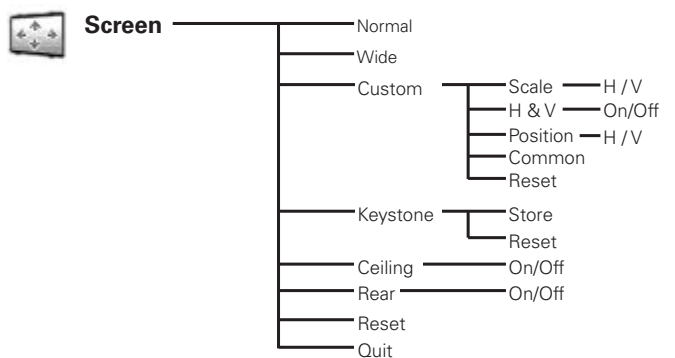 Screen Normal
Wide
Custom Scale H / V
H & V On/Off
Position H / V
Common
Reset
Keystone Store
Reset
Ceiling On/Off
Rear On/Off
Reset
Quit